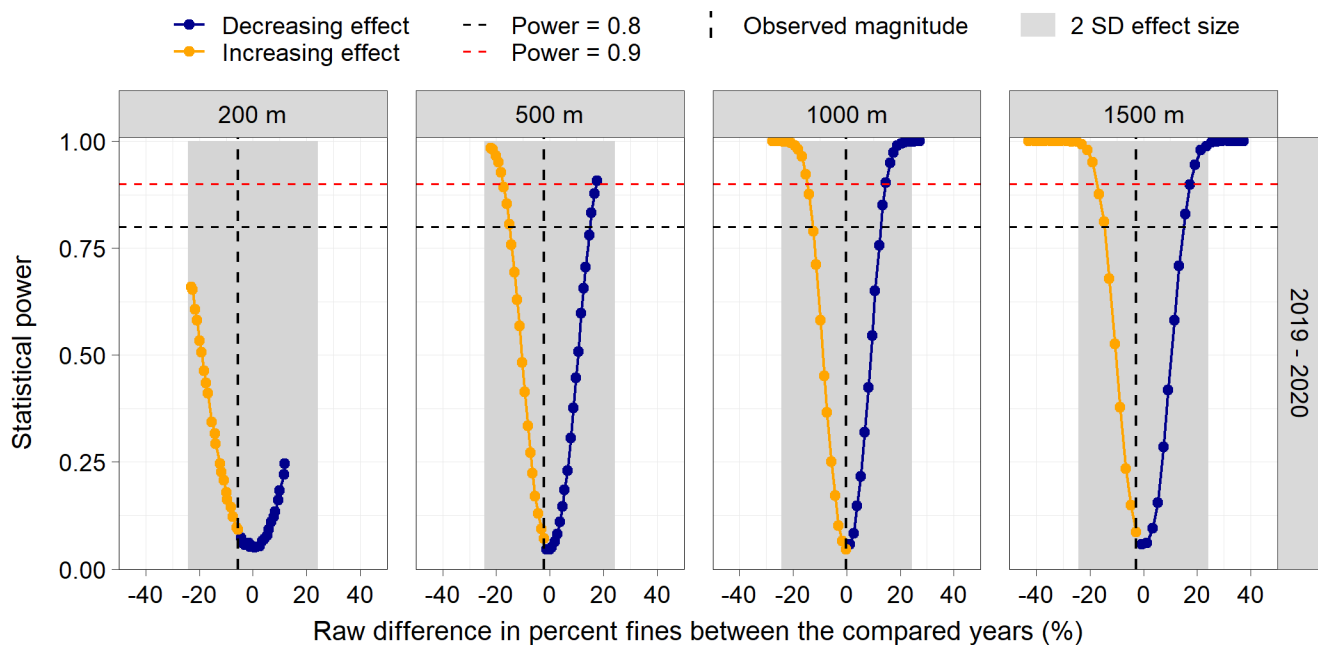 Decreasing effect Power = 0.8 Observed magnitude 2 SD effect size
Increasing effect Power = 0.9
200 m 500 m 1000 m 1500 m
1.00
0.75
0.50
0.25
0.00
Statistical power
2019 - 2020
-40 -20 0 20 40 -40 -20 0 20 40 -40 -20 0 20 40 -40 -20 0 20 40
Raw difference in percent fines between the compared years (%)